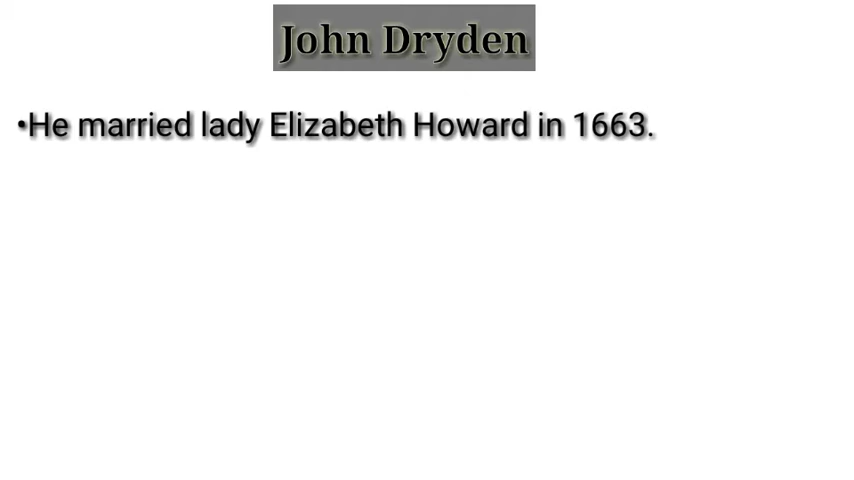 John Dryden
•He married lady Elizabeth Howard in 1663.